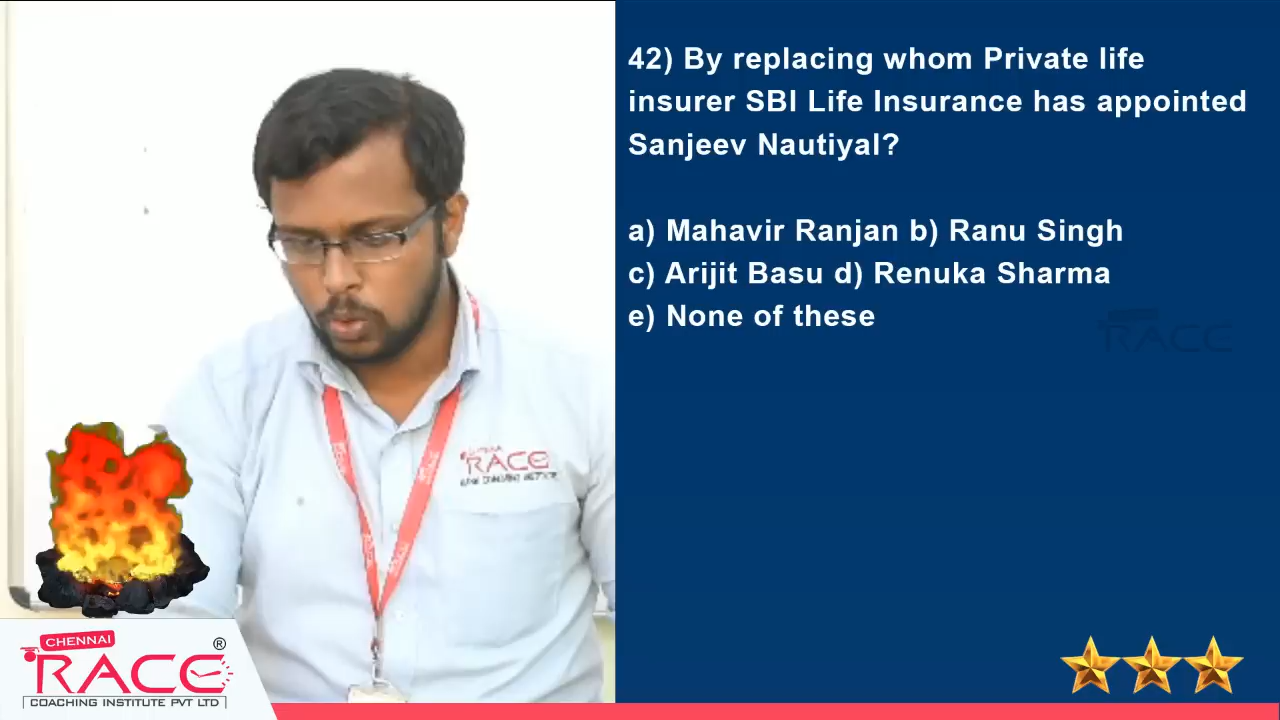 42) By replacing whom Private life
insurer SBI Life Insurance has appointed
Sanjeev Nautiyal?
a) Mahavir Ranjan b) Ranu Singh
c) Arijit Basu d) Renuka Sharma
e) None of these
RACE
RACE
CHENNAI
RACE®
COACHING INSTITUTE PVT LTD